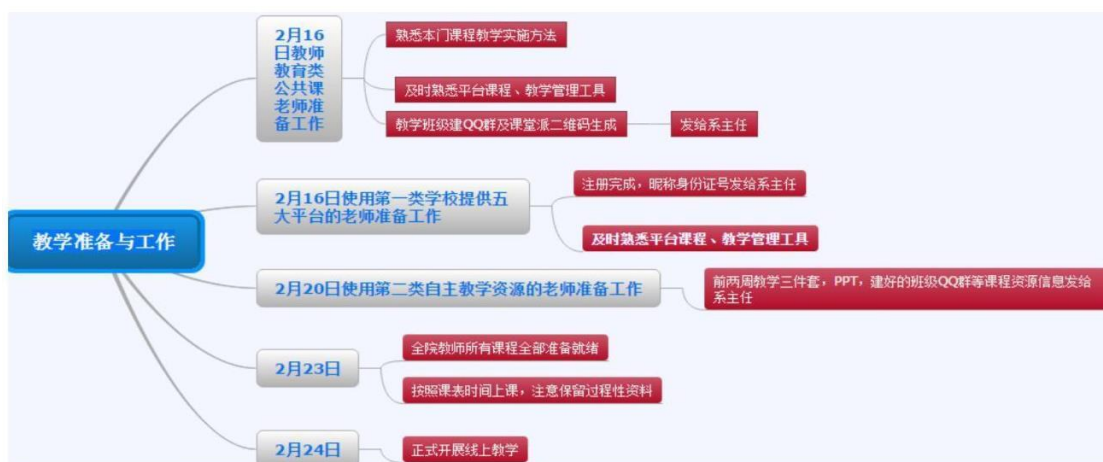 教学准备与工作
2月16
日教师
教育类
公共课
老师准
备工作
熟悉本门课程教学实施方法
及时熟悉平台课程、教学管理工具
教学班级建QQ群及课堂派二维码生成
发给系主任
2月16日使用第一类学校提供五
大平台的老师准备工作
注册完成，昵称身份证号发给系主任
及时熟悉平台课程、教学管理工具
2月20日使用第二类自主教学资源的老师准备工作
前两周教学三件套，PPT，建好的班级QQ群等课程资源信息发给
系主任
2月23日
全院教师所有课程全部准备就绪
按照课表时间上课，注意保留过程性资料
2月24日
正式开展线上教学